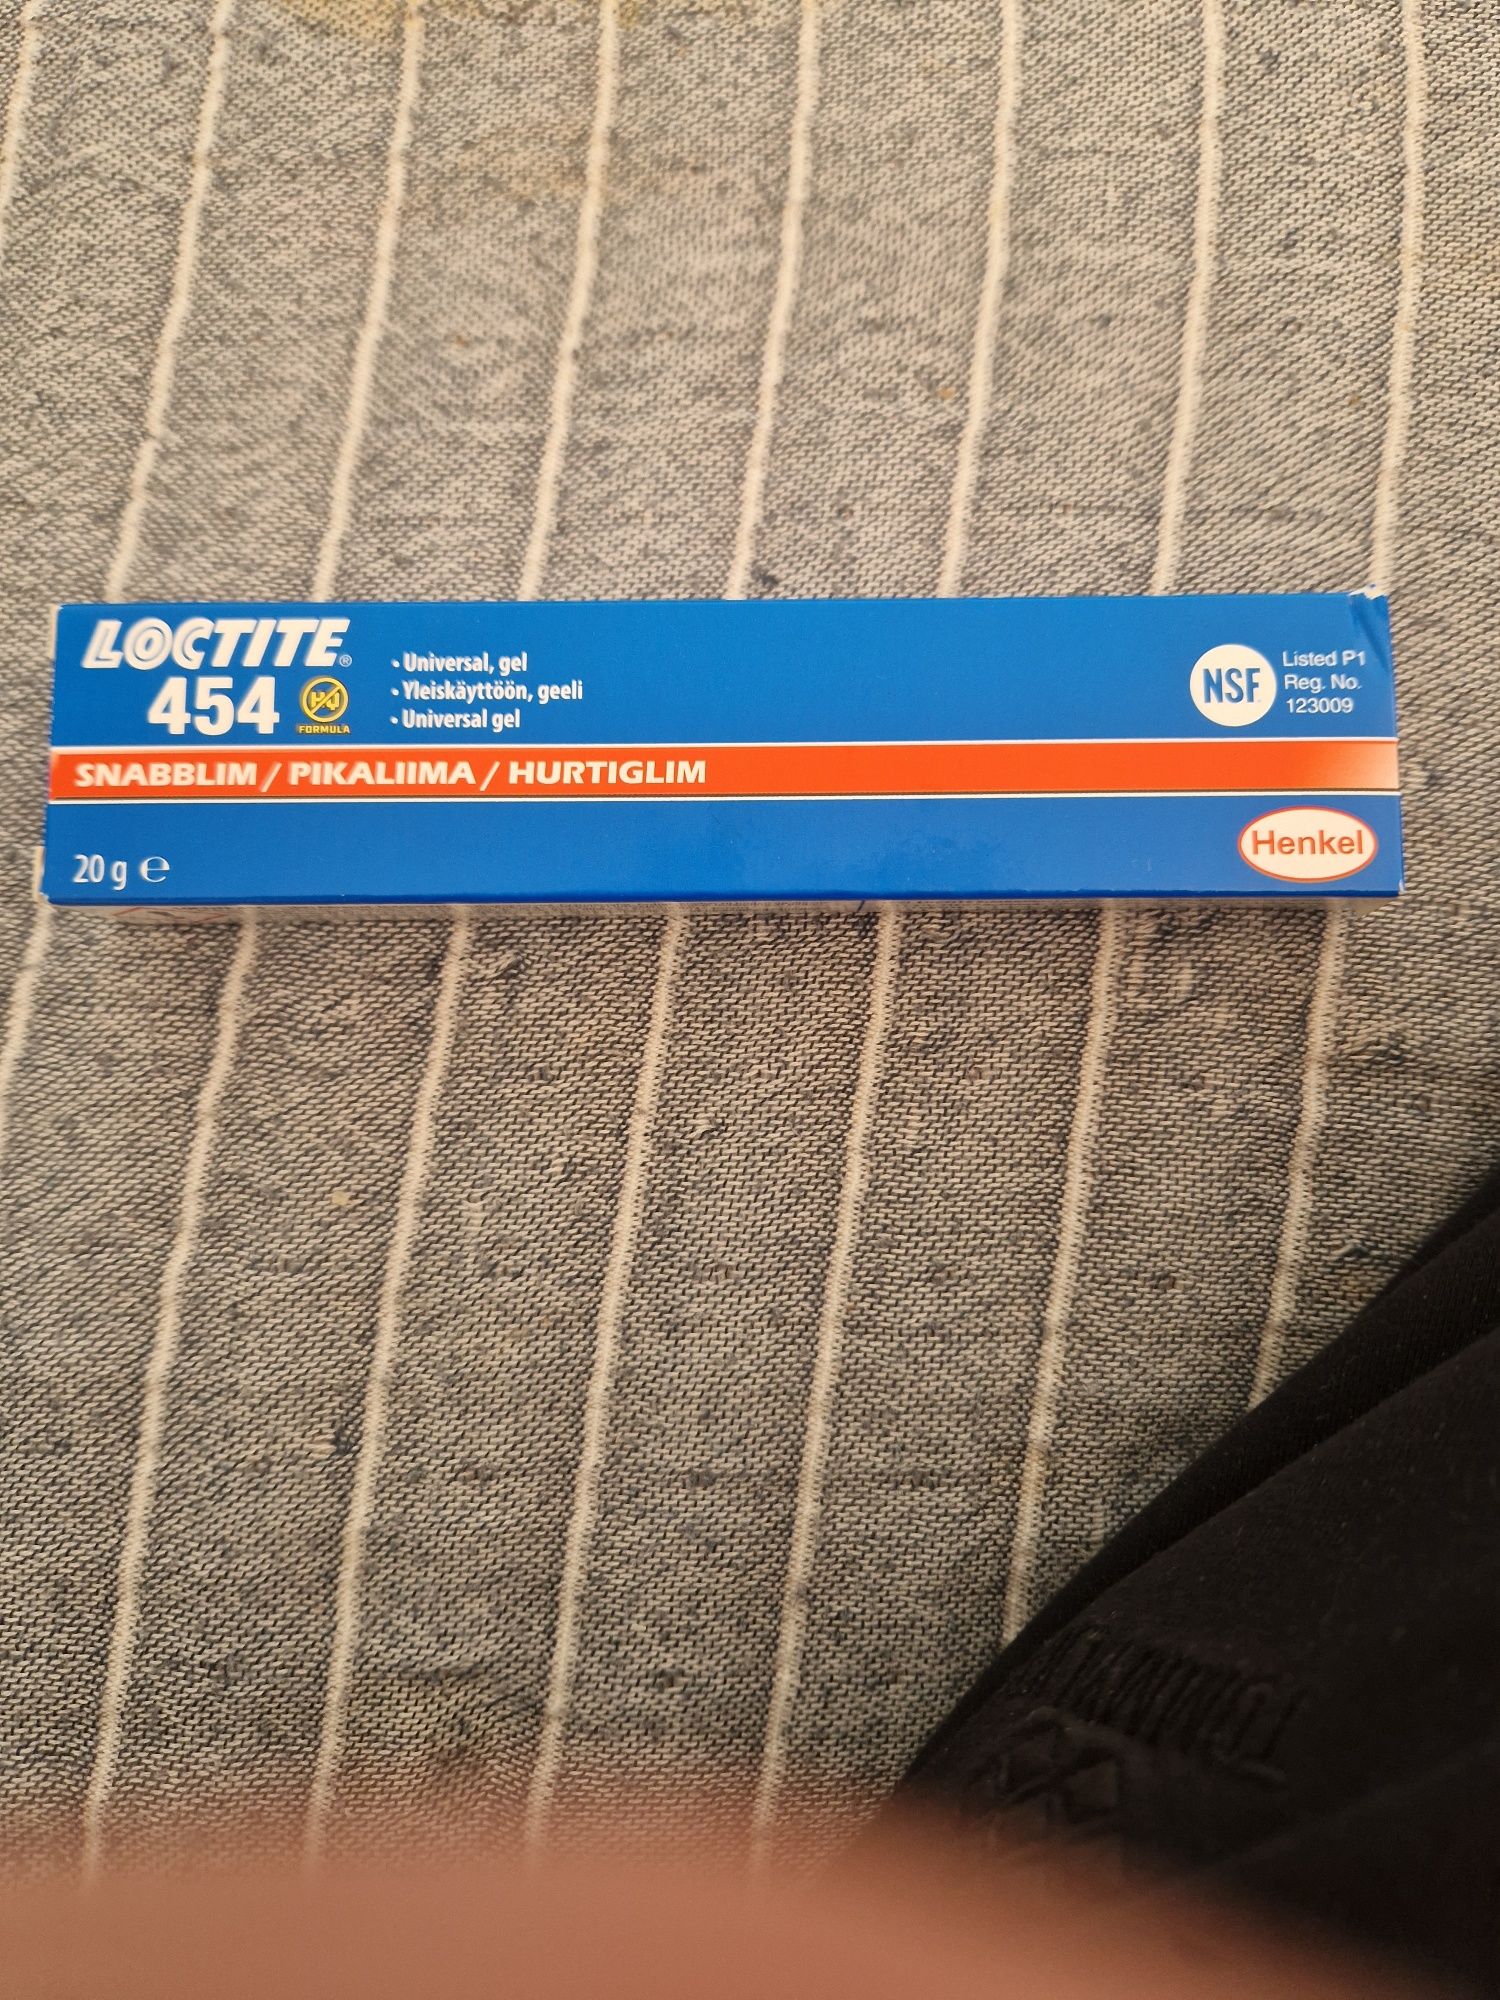 LOCTITE®
454
FORMULA
• Universal, gel
• Yleiskäyttöön, geeli
• Universal gel
NSF
Listed P1
Reg. No.
123009
SNABBLIM / PIKALIIMA / HURTIGLIM
20 g ℮
Henkel